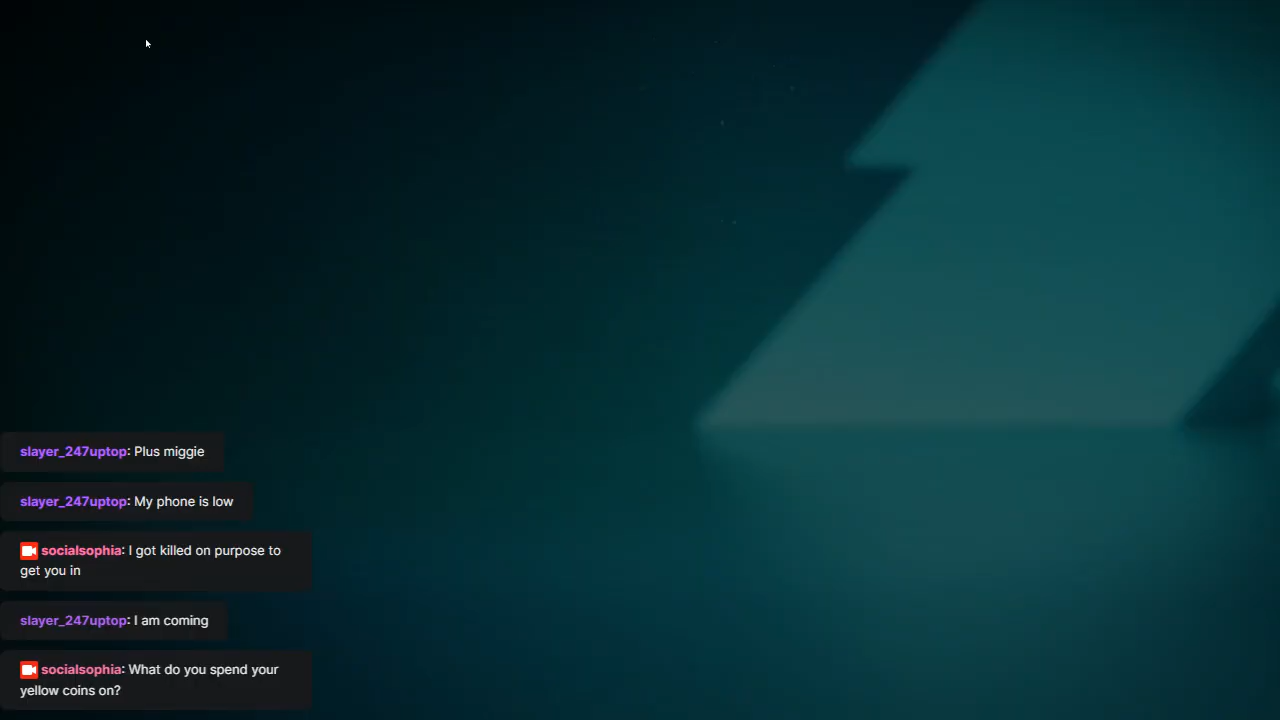 slayer_247uptop: Plus miggie
slayer_247uptop: My phone is low
socialsophia: I got killed on purpose to
get you in
slayer_247uptop: I am coming
socialsophia: What do you spend your
yellow coins on?